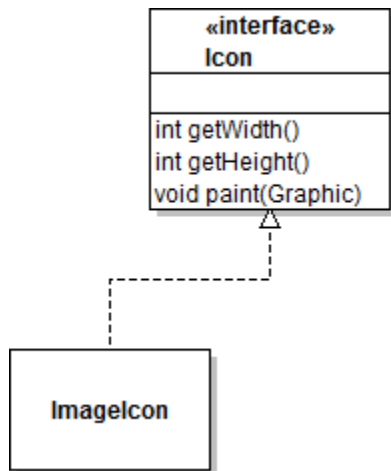 «interface»
Icon
int getWidth()
int getHeight()
void paint(Graphic)
ImageIcon